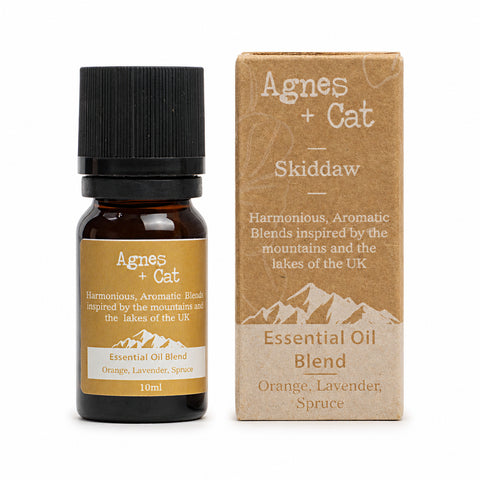 Agnes
+ Cat
Harmonious, Aromatic Blends
inspired by the mountains and
the lakes of the UK
Essential Oil Blend
Orange, Lavender, Spruce
10ml
Agnes
+ Cat
Skiddaw
Harmonious, Aromatic
Blends inspired by the
mountains and the
lakes of the UK
Essential Oil
Blend
Orange, Lavender,
Spruce